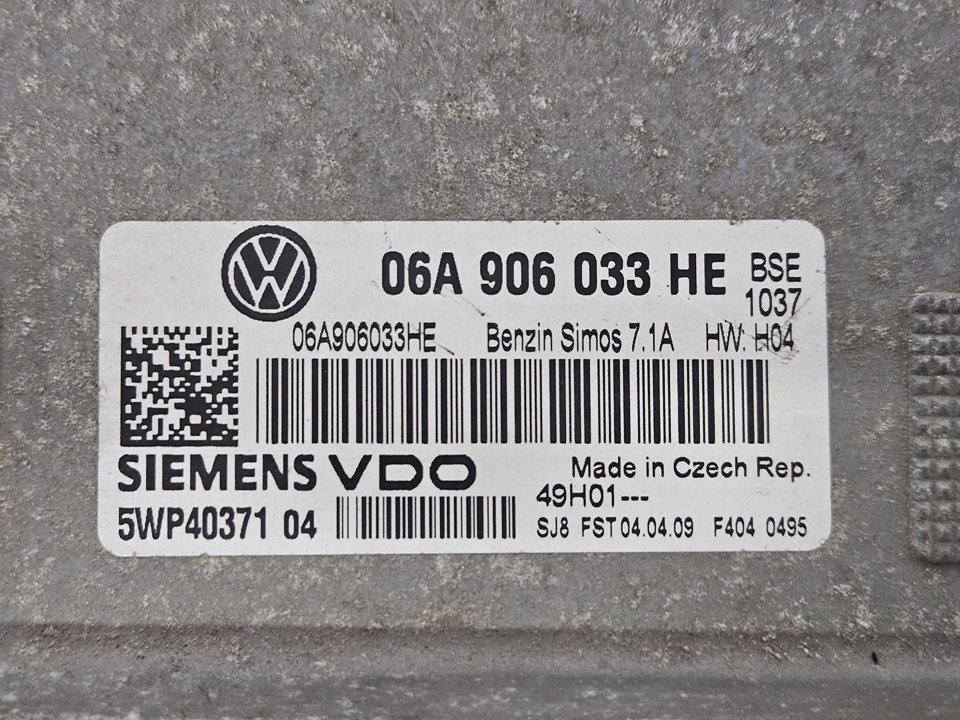 06A 906 033 HE BSE
1037
06A906033HE Benzin Simos 7.1A HW: H04
SIEMENS VDO Made in Czech Rep.
49H01---
5WP40371 04 SJ8 FST 04.04.09 F404 0495